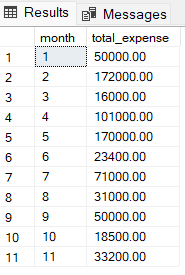 Results Messages
month total_expense
1 1 50000.00
2 2 172000.00
3 3 16000.00
4 4 101000.00
5 5 170000.00
6 6 23400.00
7 7 71000.00
8 8 31000.00
9 9 50000.00
10 10 18500.00
11 11 33200.00